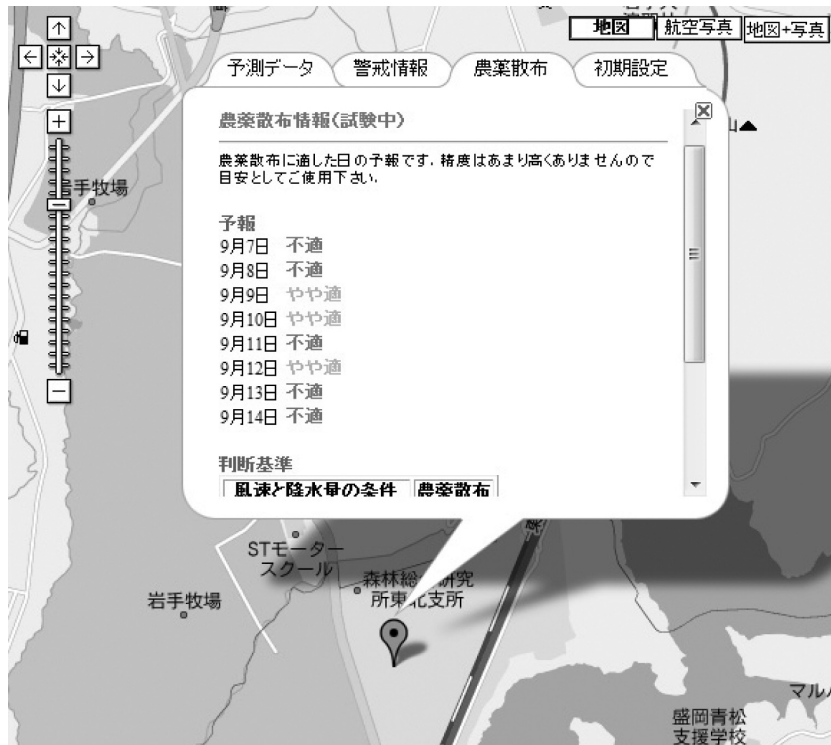 地図 航空写真 地図+写真
予測データ 警戒情報 農薬散布 初期設定
農薬散布情報(試験中)
農薬散布に適した日の予報です. 精度はあまり高くありませんので
目安としてご使用下さい.
予報
9月7日 不適
9月8日 不適
9月9日 やや適
9月10日 やや適
9月11日 不適
9月12日 やや適
9月13日 不適
9月14日 不適
判断基準
風速と降水量の条件 農薬散布
岩手牧場
山
STモーター
スクール
森林総 研究
所東北支所
岩手牧場
マル
盛岡青松
支援学校